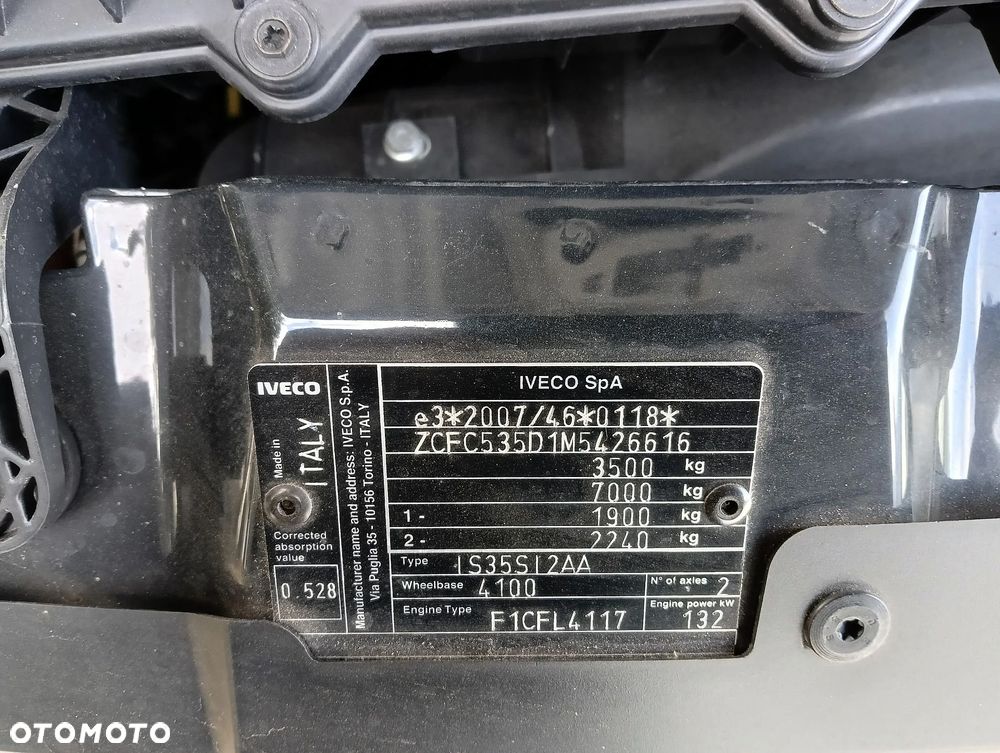 IVECO
Made in
ITALY
Corrected
absorption
value
0 528
Manufacturer name and address: IVECO S.p.A.
Via Puglia 35 - 10156 Torino - ITALY
IVECO SpA
e3*2007/46*0118*
ZCFC535D1M5426616
3500 kg
7000 kg
1 - 1900 kg
2 - 2240 kg
Type IS35SI2AA
Wheelbase 4100 N° of axles 2
Engine Type F1CFL4117 Engine power kW 132
OTOMOTO